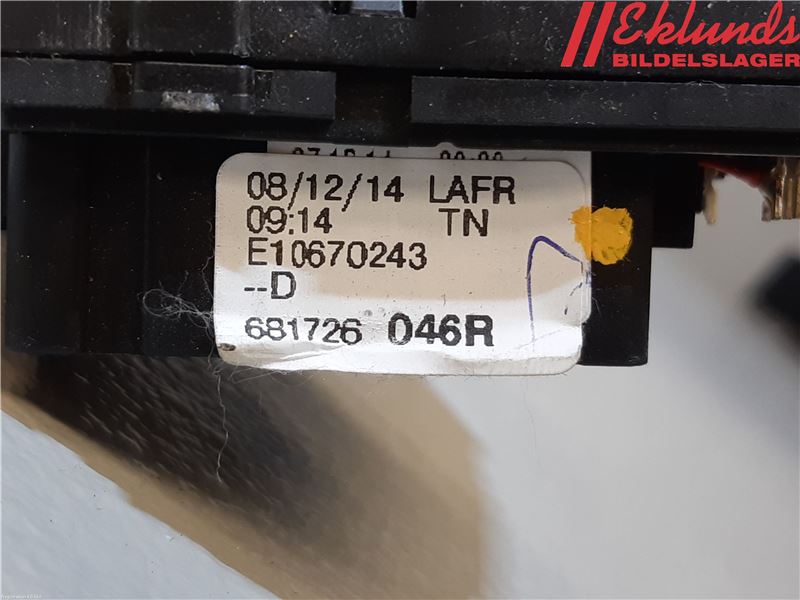 Eklunds
BILDELSLAGER
08/12/14 LAFR
09:14 TN
E10670243
--D
681726 046R